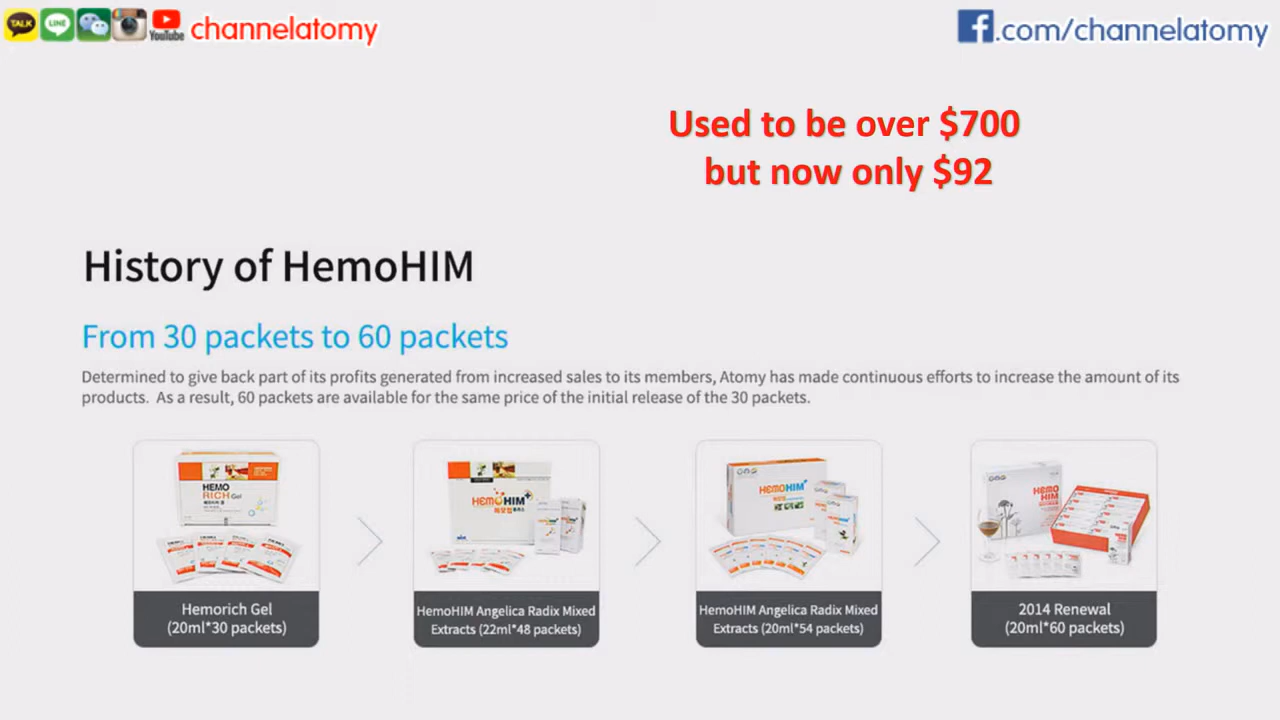 TALK
LINE
YouTube
channelatomy
f.com/channelatomy
Used to be over $700
but now only $92
History of HemoHIM
From 30 packets to 60 packets
Determined to give back part of its profits generated from increased sales to its members, Atomy has made continuous efforts to increase the amount of its
products. As a result, 60 packets are available for the same price of the initial release of the 30 packets.
HEMO
RICH Gel
HEMOHIM
HEMOHIM
HEMO
HIM
Hemorich Gel
(20ml*30 packets)
HemoHIM Angelica Radix Mixed
Extracts (22ml*48 packets)
HemoHIM Angelica Radix Mixed
Extracts (20ml*54 packets)
2014 Renewal
(20ml*60 packets)